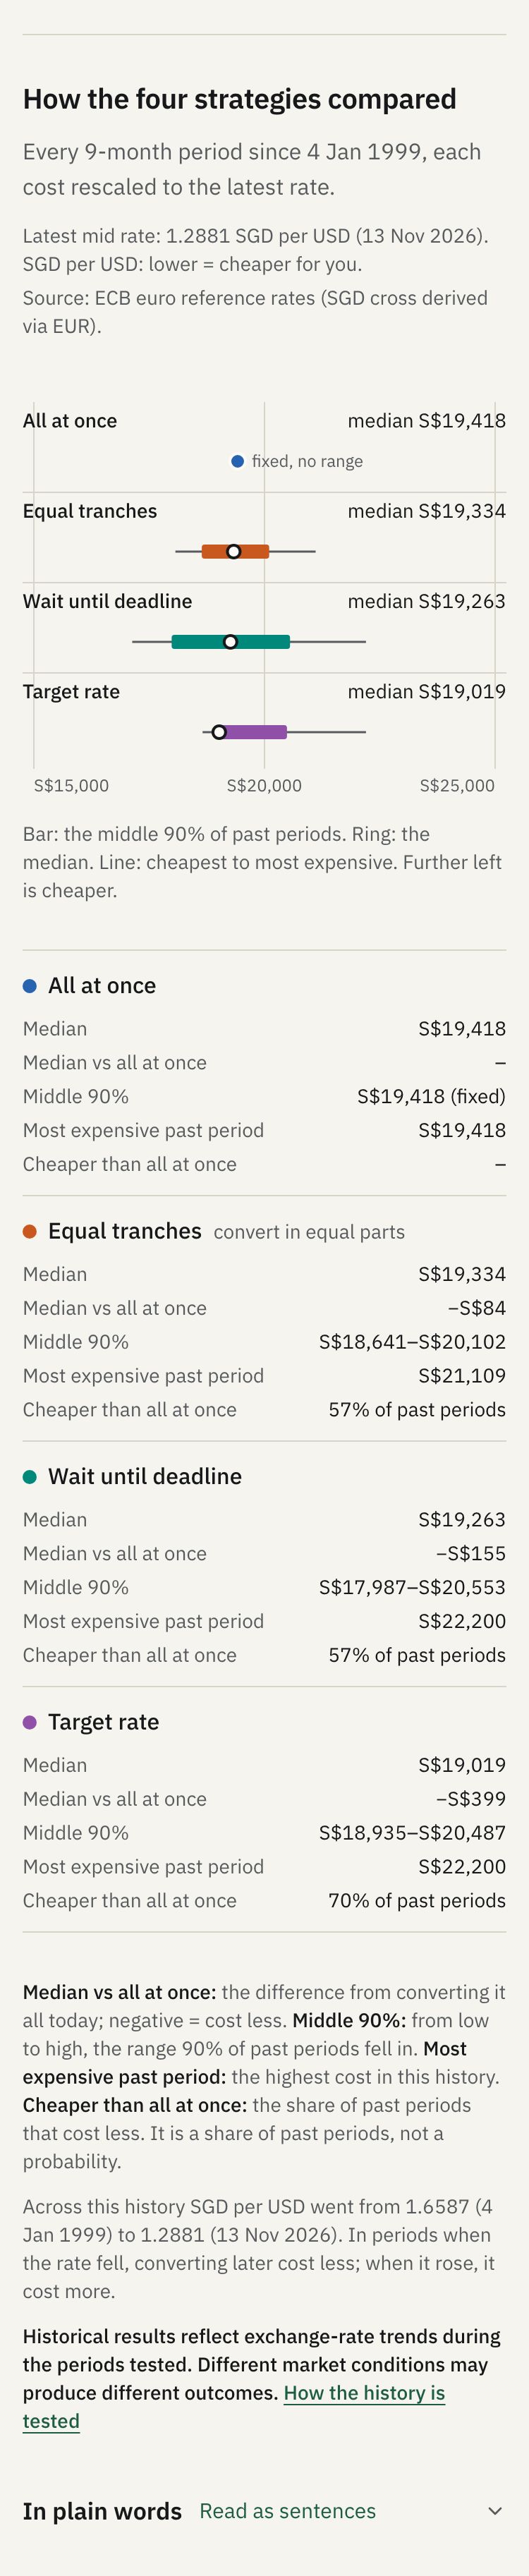 How the four strategies compared
Every 9-month period since 4 Jan 1999, each
cost rescaled to the latest rate.
Latest mid rate: 1.2881 SGD per USD (13 Nov 2026).
SGD per USD: lower = cheaper for you.
Source: ECB euro reference rates (SGD cross derived
via EUR).
All at once median S$19,418
fixed, no range
Equal tranches median S$19,334
Wait until deadline median S$19,263
Target rate median S$19,019
S$15,000 S$20,000 S$25,000
Bar: the middle 90% of past periods. Ring: the
median. Line: cheapest to most expensive. Further left
is cheaper.
All at once
Median S$19,418
Median vs all at once –
Middle 90% S$19,418 (fixed)
Most expensive past period S$19,418
Cheaper than all at once –
Equal tranches convert in equal parts
Median S$19,334
Median vs all at once −S$84
Middle 90% S$18,641–S$20,102
Most expensive past period S$21,109
Cheaper than all at once 57% of past periods
Wait until deadline
Median S$19,263
Median vs all at once −S$155
Middle 90% S$17,987–S$20,553
Most expensive past period S$22,200
Cheaper than all at once 57% of past periods
Target rate
Median S$19,019
Median vs all at once −S$399
Middle 90% S$18,935–S$20,487
Most expensive past period S$22,200
Cheaper than all at once 70% of past periods
Median vs all at once: the difference from converting it
all today; negative = cost less. Middle 90%: from low
to high, the range 90% of past periods fell in. Most
expensive past period: the highest cost in this history.
Cheaper than all at once: the share of past periods
that cost less. It is a share of past periods, not a
probability.
Across this history SGD per USD went from 1.6587 (4
Jan 1999) to 1.2881 (13 Nov 2026). In periods when
the rate fell, converting later cost less; when it rose, it
cost more.
Historical results reflect exchange-rate trends during
the periods tested. Different market conditions may
produce different outcomes. How the history is
tested
In plain words Read as sentences